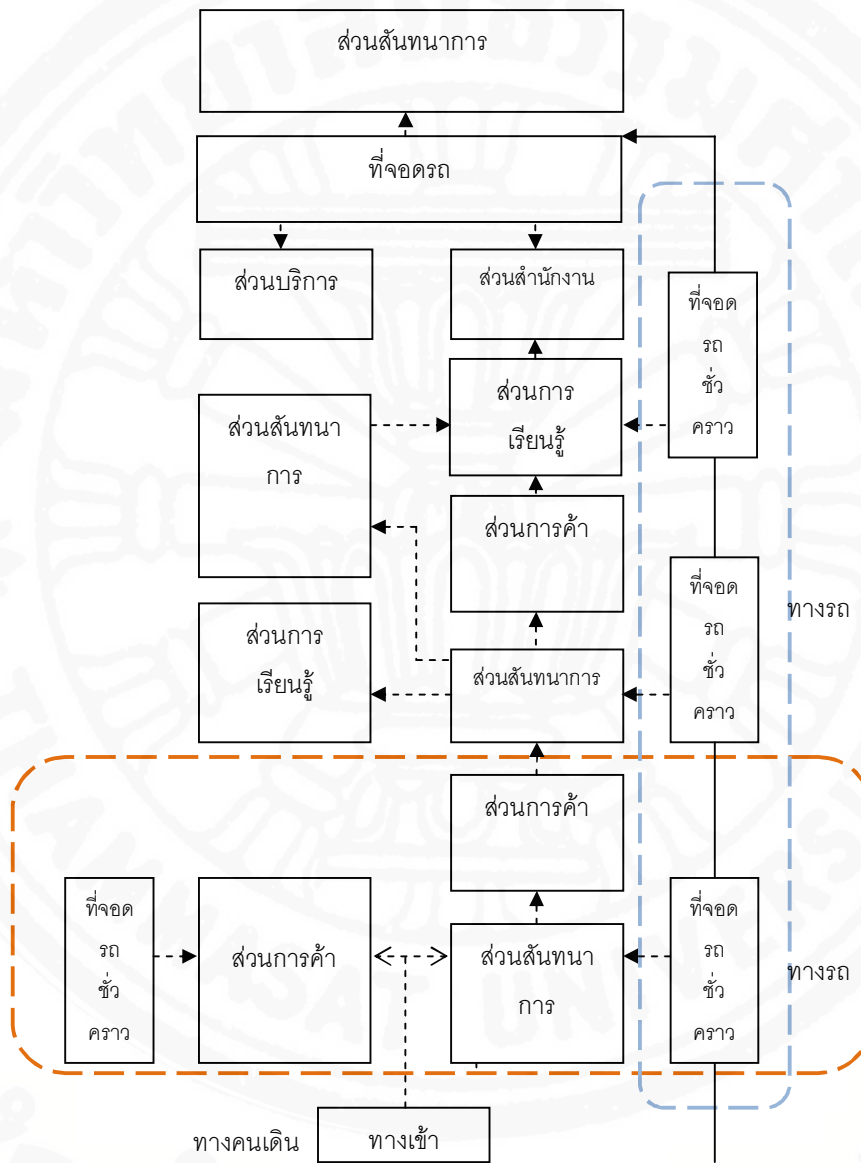 ส่วนสันทนาการ
ที่จอดรถ
ส่วนบริการ
ส่วนสำนักงาน
ที่จอด
รถ
ชั่ว
คราว
ส่วนการ
เรียนรู้
ส่วนสันทนา
การ
ส่วนการค้า
ที่จอด
รถ
ชั่ว
คราว
ทางรถ
ส่วนการ
เรียนรู้
ส่วนสันทนาการ
ส่วนการค้า
ที่จอด
รถ
ชั่ว
คราว
ส่วนการค้า
ส่วนสันทนา
การ
ที่จอด
รถ
ชั่ว
คราว
ทางรถ
ทางคนเดิน
ทางเข้า